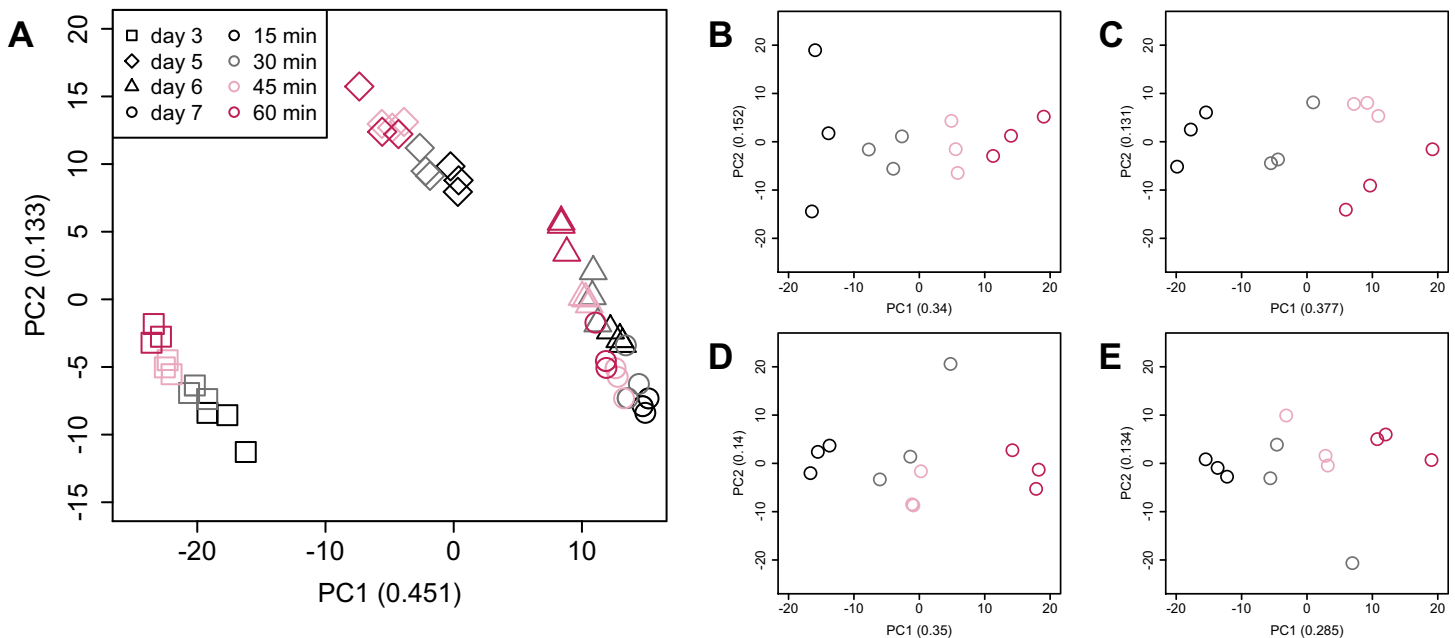 A
day 3
15 min
day 5
30 min
day 6
45 min
day 7
60 min
20
15
10
5
0
-5
-10
-15
PC2 (0.133)
-20
-10
0
10
PC1 (0.451)
B
20
10
0
-10
-20
PC2 (0.152)
-20
-10
0
10
20
PC1 (0.34)
C
20
10
0
-10
-20
PC2 (0.131)
-20
-10
0
10
20
PC1 (0.377)
D
20
10
0
-10
-20
PC2 (0.14)
-20
-10
0
10
20
PC1 (0.35)
E
20
10
0
-10
-20
PC2 (0.134)
-20
-10
0
10
20
PC1 (0.285)